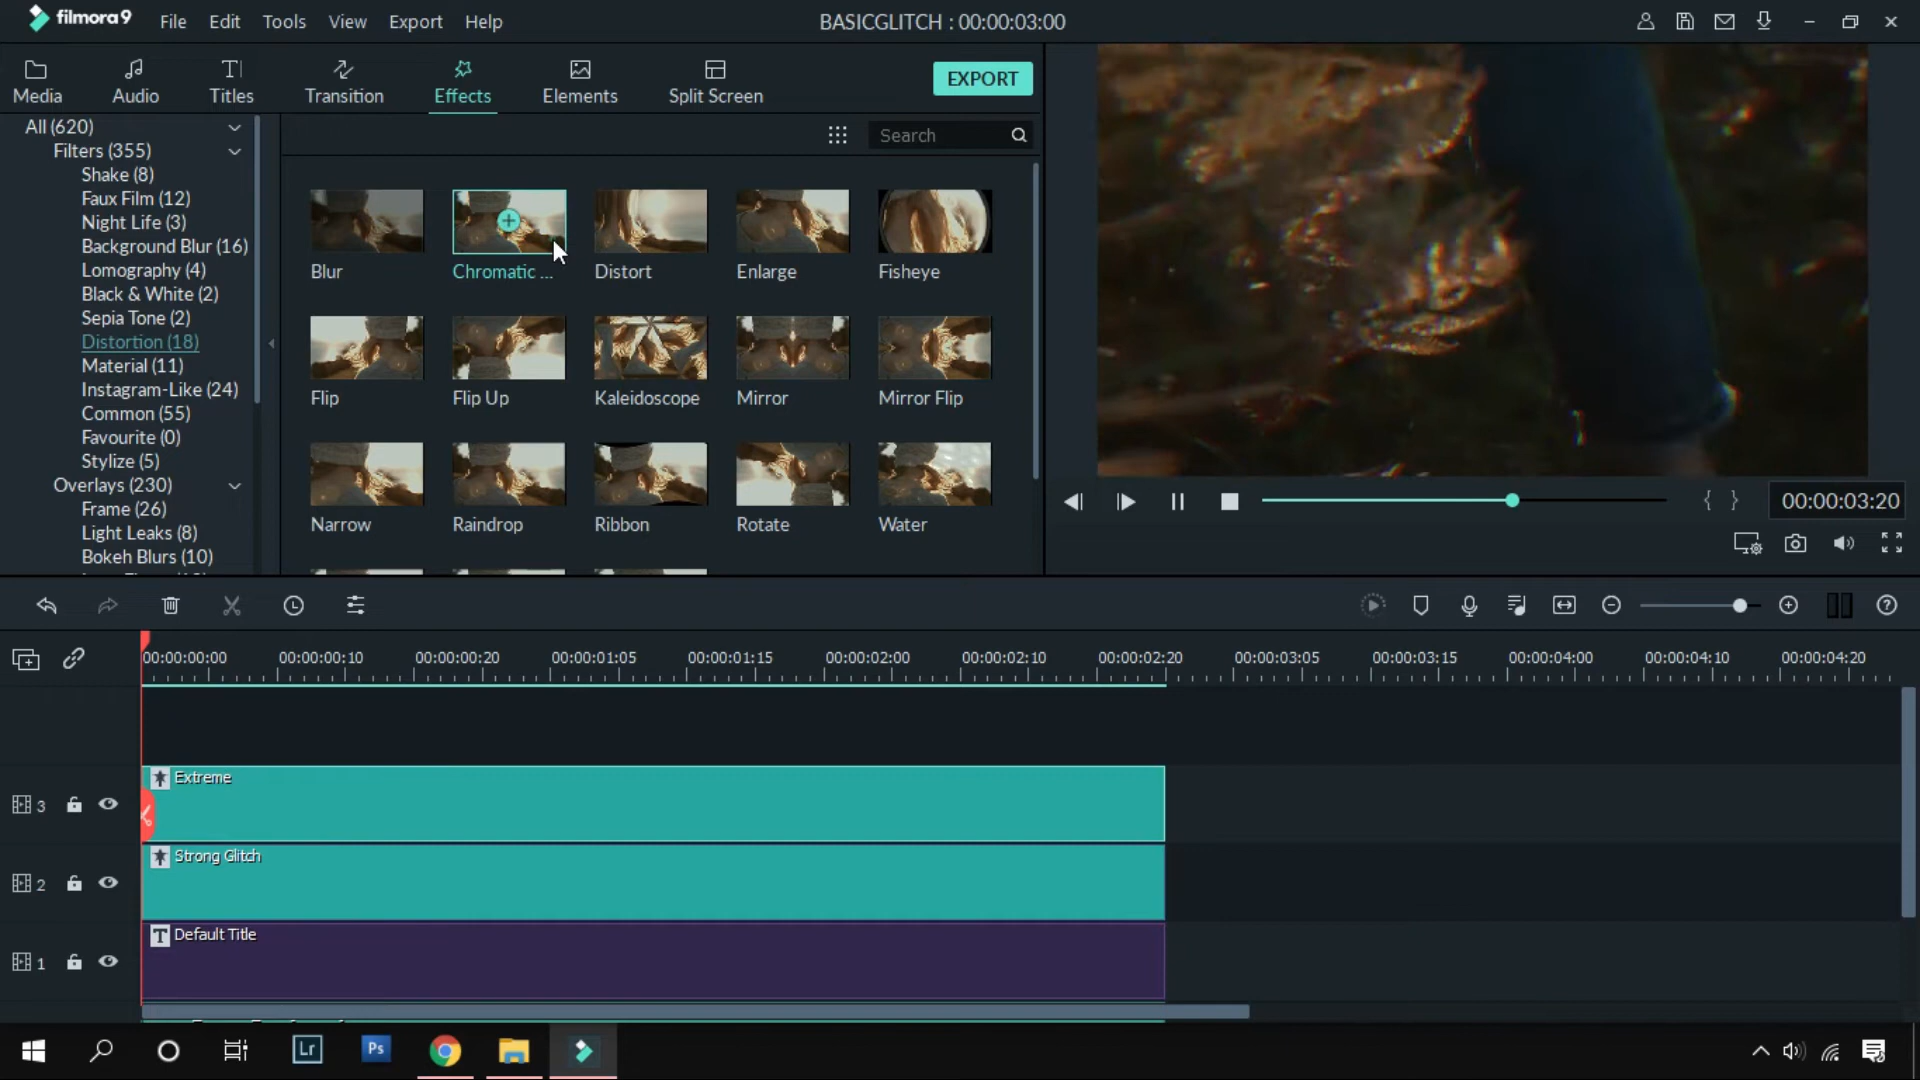 filmora9 File Edit Tools View Export Help BASICGLITCH : 00:00:03:00
Media Audio Titles Transition Effects Elements Split Screen EXPORT
All (620)
Filters (355)
Shake (8)
Faux Film (12)
Night Life (3)
Background Blur (16)
Lomography (4)
Black & White (2)
Sepia Tone (2)
Distortion (18)
Material (11)
Instagram-Like (24)
Common (55)
Favourite (0)
Stylize (5)
Overlays (230)
Frame (26)
Light Leaks (8)
Bokeh Blurs (10)
Search
Blur Chromatic ... Distort Enlarge Fisheye
Flip Flip Up Kaleidoscope Mirror Mirror Flip
Narrow Raindrop Ribbon Rotate Water
{ } 00:00:03:20
00:00:00:00 00:00:00:10 00:00:00:20 00:00:01:05 00:00:01:15 00:00:02:00 00:00:02:10 00:00:02:20 00:00:03:05 00:00:03:15 00:00:04:00 00:00:04:10 00:00:04:20
Extreme
3
Strong Glitch
2
Default Title
1
Lr Ps